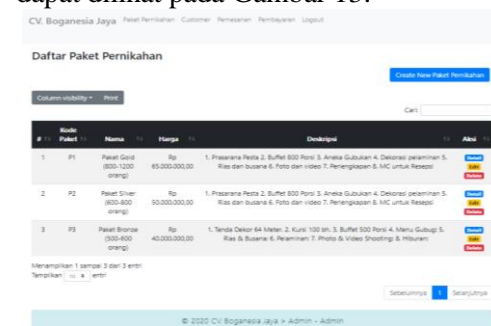 dapat dilihat pada Gambar 13.
CV. Boganesia Jaya Paket Pernikahan Customer Pemesanan Pembayaran Logout
Daftar Paket Pernikahan
Create New Paket Pernikahan
Column visibility Print
Cari:
# Kode Paket Nama Harga Deskripsi Aksi
1 P1 Paket Gold (800-1200 orang) Rp 65.000.000,00 1. Prasarana Pesta 2. Buffet 800 Porsi 3. Aneka Gubukan 4. Dekorasi pelaminan 5. Rias dan busana 6. Foto dan video 7. Perlengkapan 8. MC untuk Resepsi Detail Edit Delete
2 P2 Paket Silver (600-800 orang) Rp 50.000.000,00 1. Prasarana Pesta 2. Buffet 600 Porsi 3. Aneka Gubukan 4. Dekorasi pelaminan 5. Rias dan busana 6. Foto dan video 7. Perlengkapan 8. MC untuk Resepsi Detail Edit Delete
3 P3 Paket Bronze (500-600 orang) Rp 40.000.000,00 1. Tenda Dekor 64 Meter. 2. Kursi 100 bh. 3. Buffet 500 Porsi 4. Menu Gubug: 5. Rias & Busana: 6. Pelaminan: 7. Photo & Video Shooting: 8. Hiburan: Detail Edit Delete
Menampilkan 1 sampai 3 dari 3 entri
Tampilkan 10 entri
Sebelumnya 1 Selanjutnya
© 2020 CV Boganesia Jaya > Admin - Admin